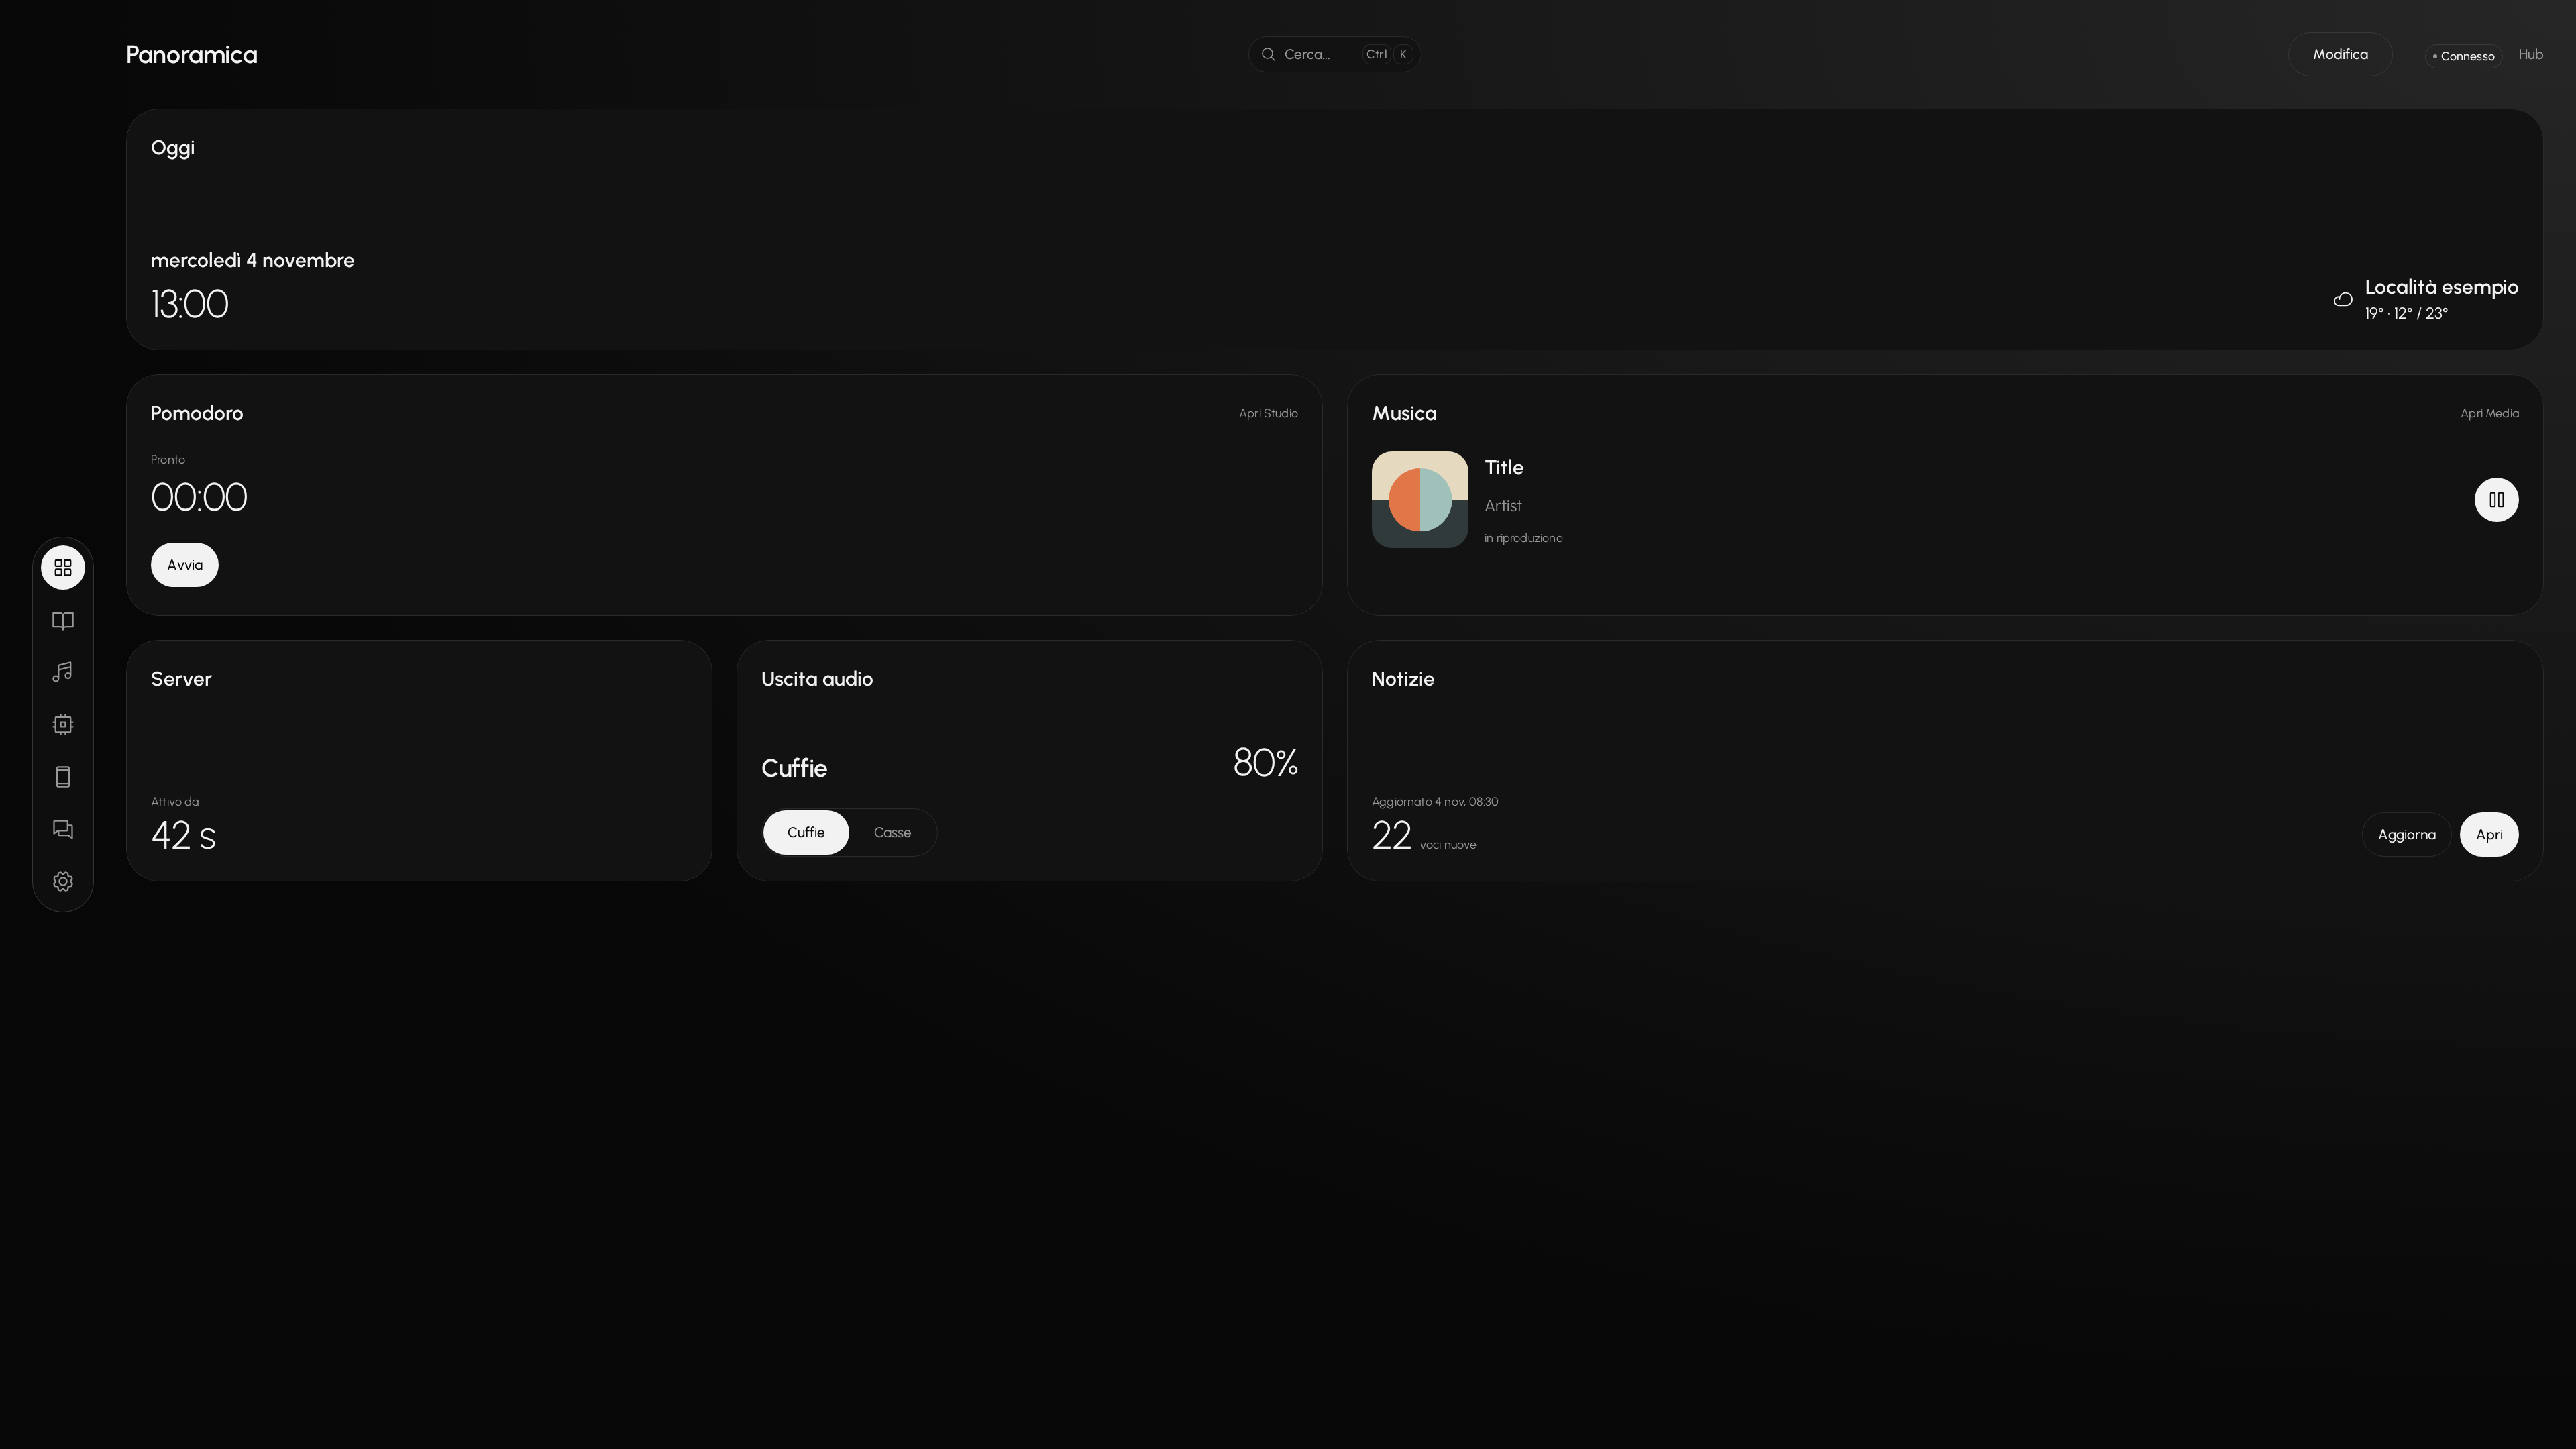 Panoramica
Cerca...
Ctrl K
Modifica
Connesso
Hub
Oggi
mercoledì 4 novembre
13:00
Località esempio
19° · 12° / 23°
Pomodoro
Apri Studio
Pronto
00:00
Avvia
Musica
Apri Media
Title
Artist
in riproduzione
Server
Attivo da
42 s
Uscita audio
Cuffie
80%
Cuffie
Casse
Notizie
Aggiornato 4 nov, 08:30
22 voci nuove
Aggiorna
Apri